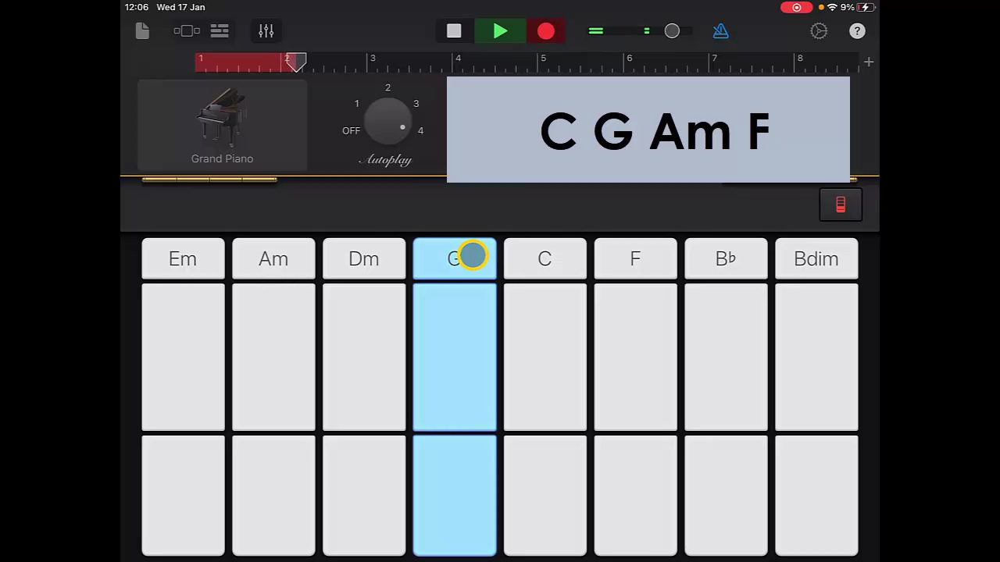 12:06 Wed 17 Jan 9%
1 2 3 4 5 6 7 8 +
?
2
1 3
OFF 4
Grand Piano Autoplay
C G Am F
Em Am Dm G C F B♭ Bdim